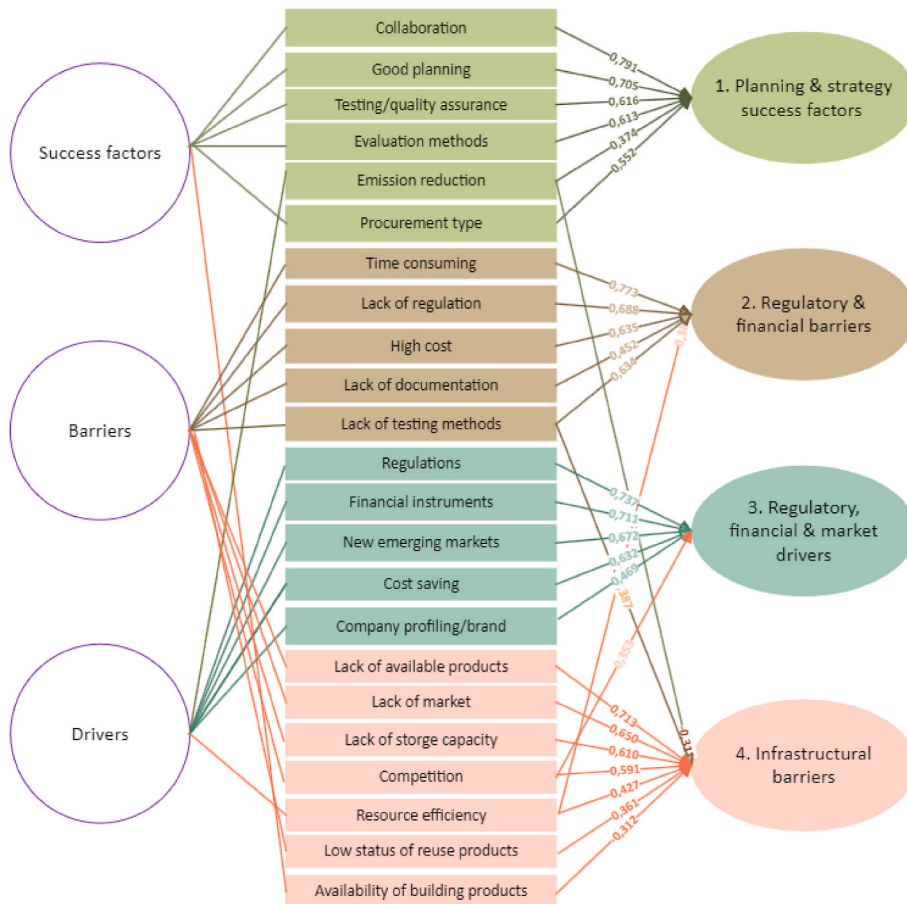 Success factors
Barriers
Drivers
Collaboration
Good planning
Testing/quality assurance
Evaluation methods
Emission reduction
Procurement type
Time consuming
Lack of regulation
High cost
Lack of documentation
Lack of testing methods
Regulations
Financial instruments
New emerging markets
Cost saving
Company profiling/brand
Lack of available products
Lack of market
Lack of storge capacity
Competition
Resource efficiency
Low status of reuse products
Availability of building products
0,791
0,705
0,616
0,613
0,374
0,552
0,773
0,688
0,635
0,452
0,634
0,737
0,711
0,672
0,632
0,469
,387
0,353
0,713
0,650
0,610
0,591
0,427
0,361
0,312
1. Planning & strategy
success factors
2. Regulatory &
financial barriers
3. Regulatory,
financial & market
drivers
4. Infrastructural
barriers